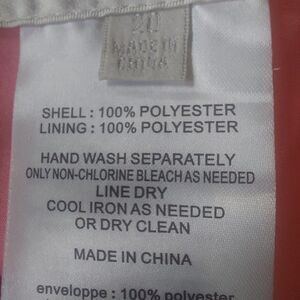 20
MADE IN
CHINA
SHELL : 100% POLYESTER
LINING : 100% POLYESTER
HAND WASH SEPARATELY
ONLY NON-CHLORINE BLEACH AS NEEDED
LINE DRY
COOL IRON AS NEEDED
OR DRY CLEAN
MADE IN CHINA
enveloppe : 100% polyester